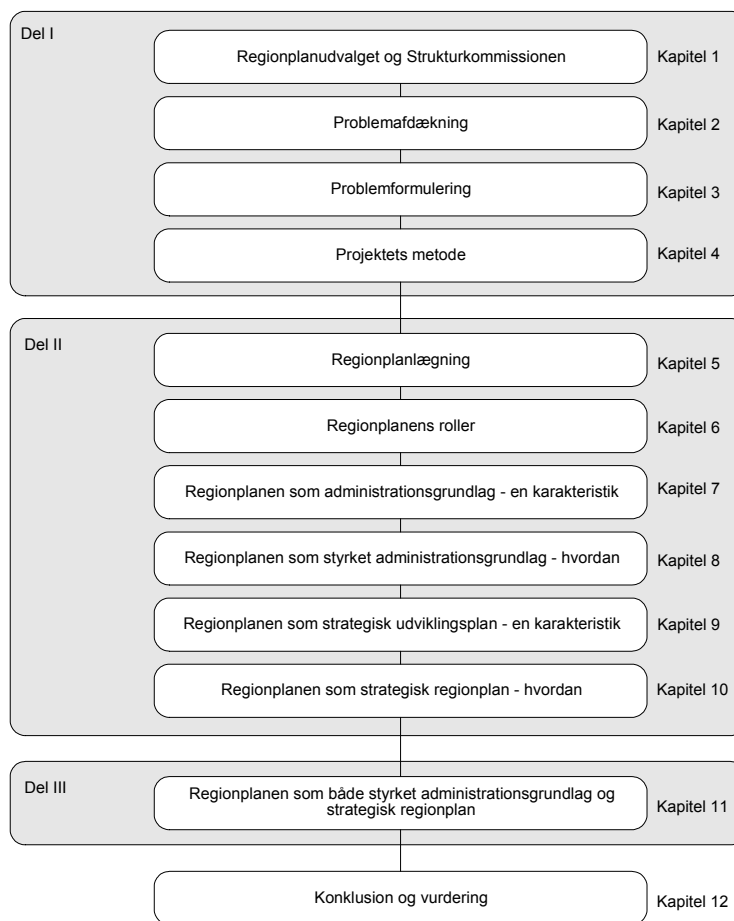 Del I
Regionplanudvalget og Strukturkommissionen
Kapitel 1
Problemafdækning
Kapitel 2
Problemformulering
Kapitel 3
Projektets metode
Kapitel 4
Del II
Regionplanlægning
Kapitel 5
Regionplanens roller
Kapitel 6
Regionplanen som administrationsgrundlag - en karakteristik
Kapitel 7
Regionplanen som styrket administrationsgrundlag - hvordan
Kapitel 8
Regionplanen som strategisk udviklingsplan - en karakteristik
Kapitel 9
Regionplanen som strategisk regionplan - hvordan
Kapitel 10
Del III
Regionplanen som både styrket administrationsgrundlag og
strategisk regionplan
Kapitel 11
Konklusion og vurdering
Kapitel 12